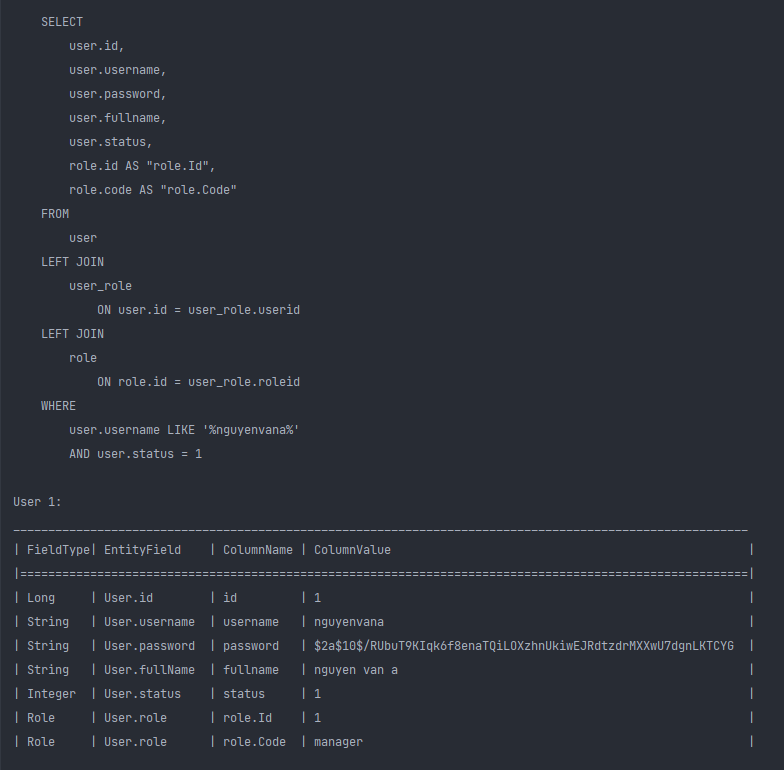 SELECT
user.id,
user.username,
user.password,
user.fullname,
user.status,
role.id AS "role.Id",
role.code AS "role.Code"
FROM
user
LEFT JOIN
user_role
ON user.id = user_role.userid
LEFT JOIN
role
ON role.id = user_role.roleid
WHERE
user.username LIKE '%nguyenvana%'
AND user.status = 1
User 1:
_________________________________________________________________________________________________________
| FieldType| EntityField    | ColumnName | ColumnValue                                                   |
|========================================================================================================|
| Long     | User.id        | id         | 1                                                             |
| String   | User.username  | username   | nguyenvana                                                    |
| String   | User.password  | password   | $2a$10$/RUbuT9KIqk6f8enaTQiLOXzhnUkiwEJRdtzdrMXXwU7dgnLKTCYG  |
| String   | User.fullName  | fullname   | nguyen van a                                                  |
| Integer  | User.status    | status     | 1                                                             |
| Role     | User.role      | role.Id    | 1                                                             |
| Role     | User.role      | role.Code  | manager                                                       |